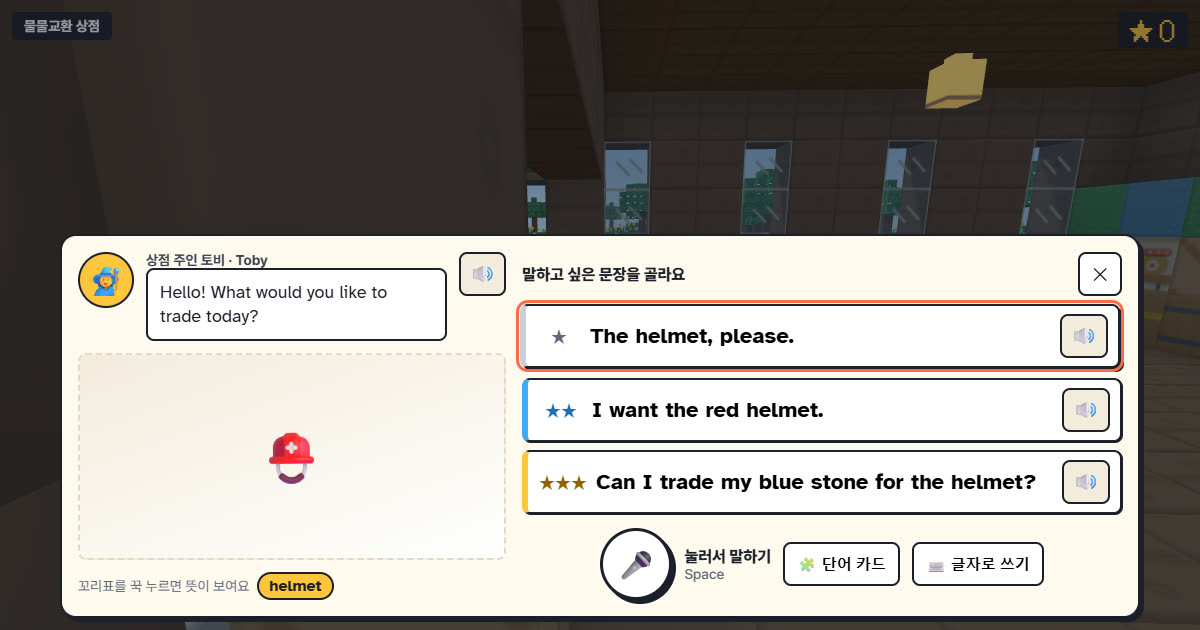 물물교환 상점
0
상점 주인 토비 · Toby
Hello! What would you like to
trade today?
꼬리표를 꾹 누르면 뜻이 보여요
helmet
말하고 싶은 문장을 골라요
The helmet, please.
I want the red helmet.
Can I trade my blue stone for the helmet?
눌러서 말하기
Space
단어 카드
글자로 쓰기